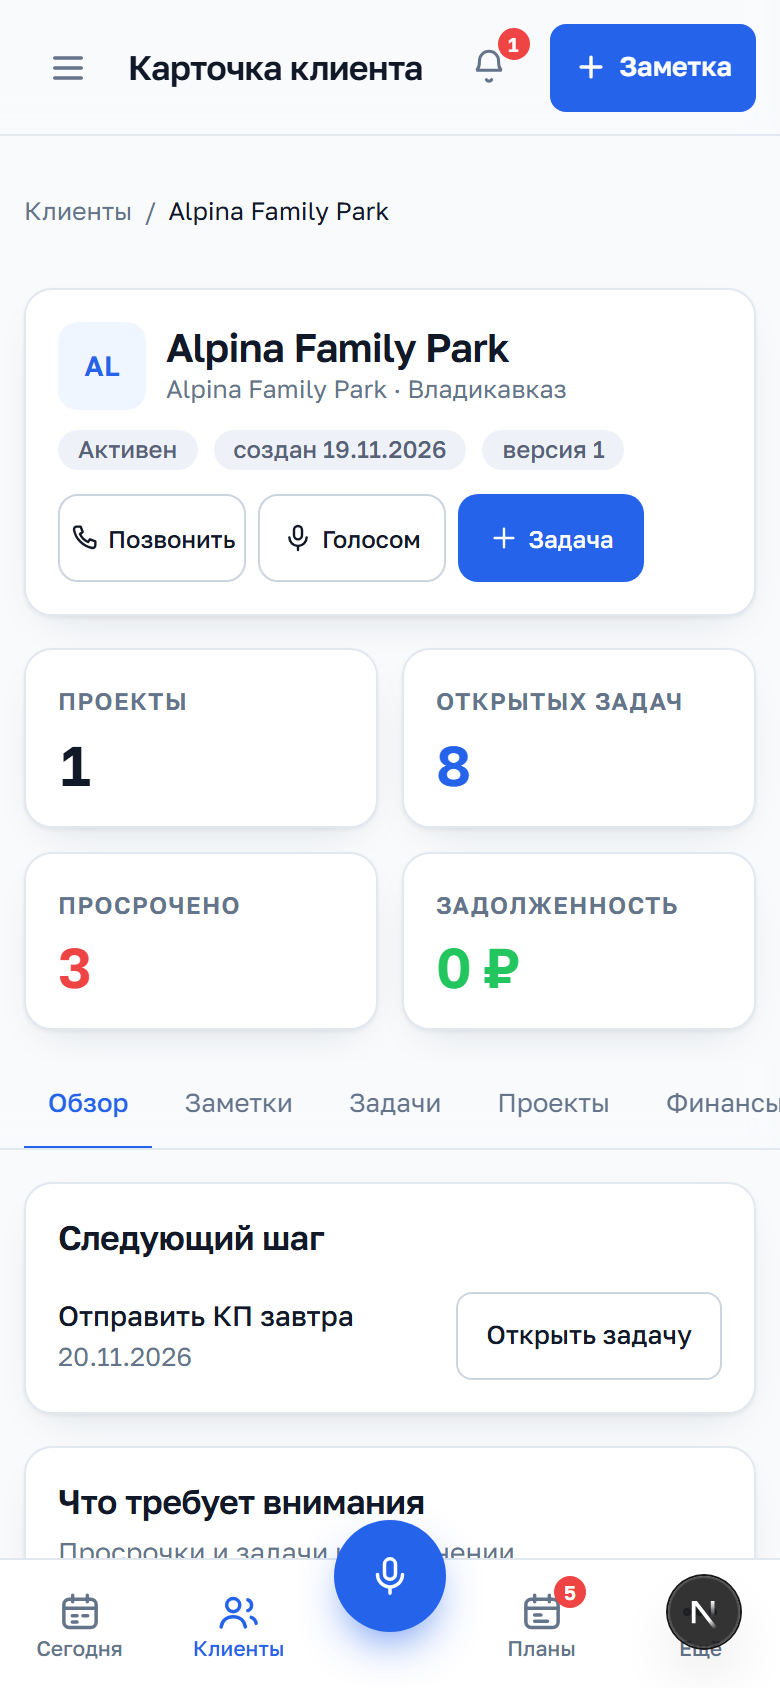 Карточка клиента
1
Заметка
Клиенты / Alpina Family Park
AL
Alpina Family Park
Alpina Family Park · Владикавказ
Активен
создан 19.11.2026
версия 1
Позвонить
Голосом
Задача
ПРОЕКТЫ
1
ОТКРЫТЫХ ЗАДАЧ
8
ПРОСРОЧЕНО
3
ЗАДОЛЖЕННОСТЬ
0 ₽
Обзор
Заметки
Задачи
Проекты
Финансы
Следующий шаг
Отправить КП завтра
20.11.2026
Открыть задачу
Что требует внимания
Просрочки и задачи
Сегодня
Клиенты
5
Планы
N
Ещё